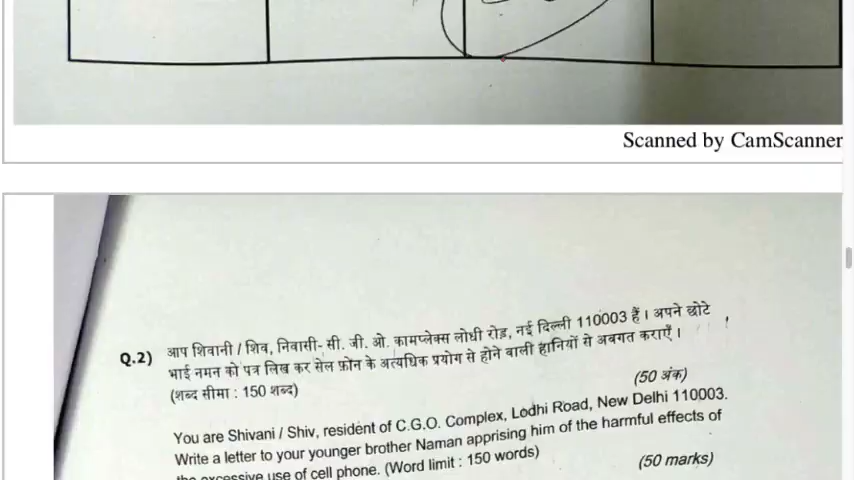 Scanned by CamScanner
Q.2) आप शिवानी / शिव, निवासी- सी. जी. ओ. कामप्लेक्स लोधी रोड़, नई दिल्ली 110003 हैं। अपने छोटे
भाई नमन को पत्र लिख कर सेल फ़ोन के अत्यधिक प्रयोग से होने वाली हानियों से अवगत कराएँ।
(शब्द सीमा : 150 शब्द)
(50 अंक)
You are Shivani / Shiv, resident of C.G.O. Complex, Lodhi Road, New Delhi 110003.
Write a letter to your younger brother Naman apprising him of the harmful effects of
the excessive use of cell phone. (Word limit : 150 words)
(50 marks)